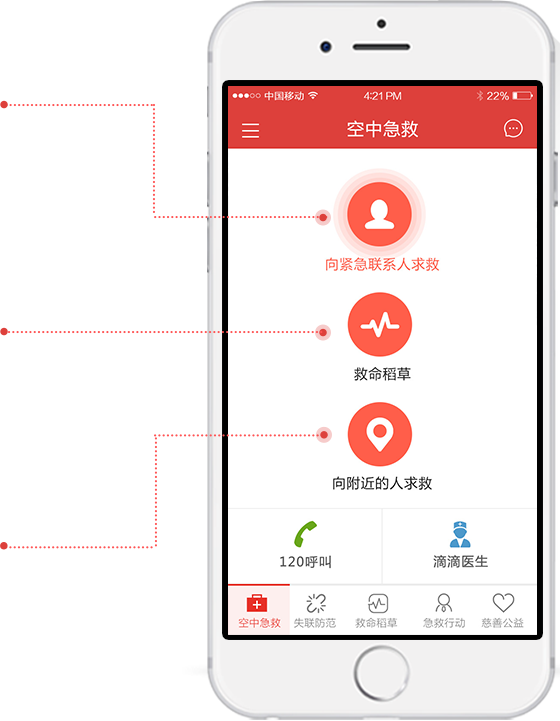 中国移动 4:21 PM 22%
空中急救
向紧急联系人求救
救命稻草
向附近的人求救
120呼叫 滴滴医生
空中急救 失联防范 救命稻草 急救行动 慈善公益